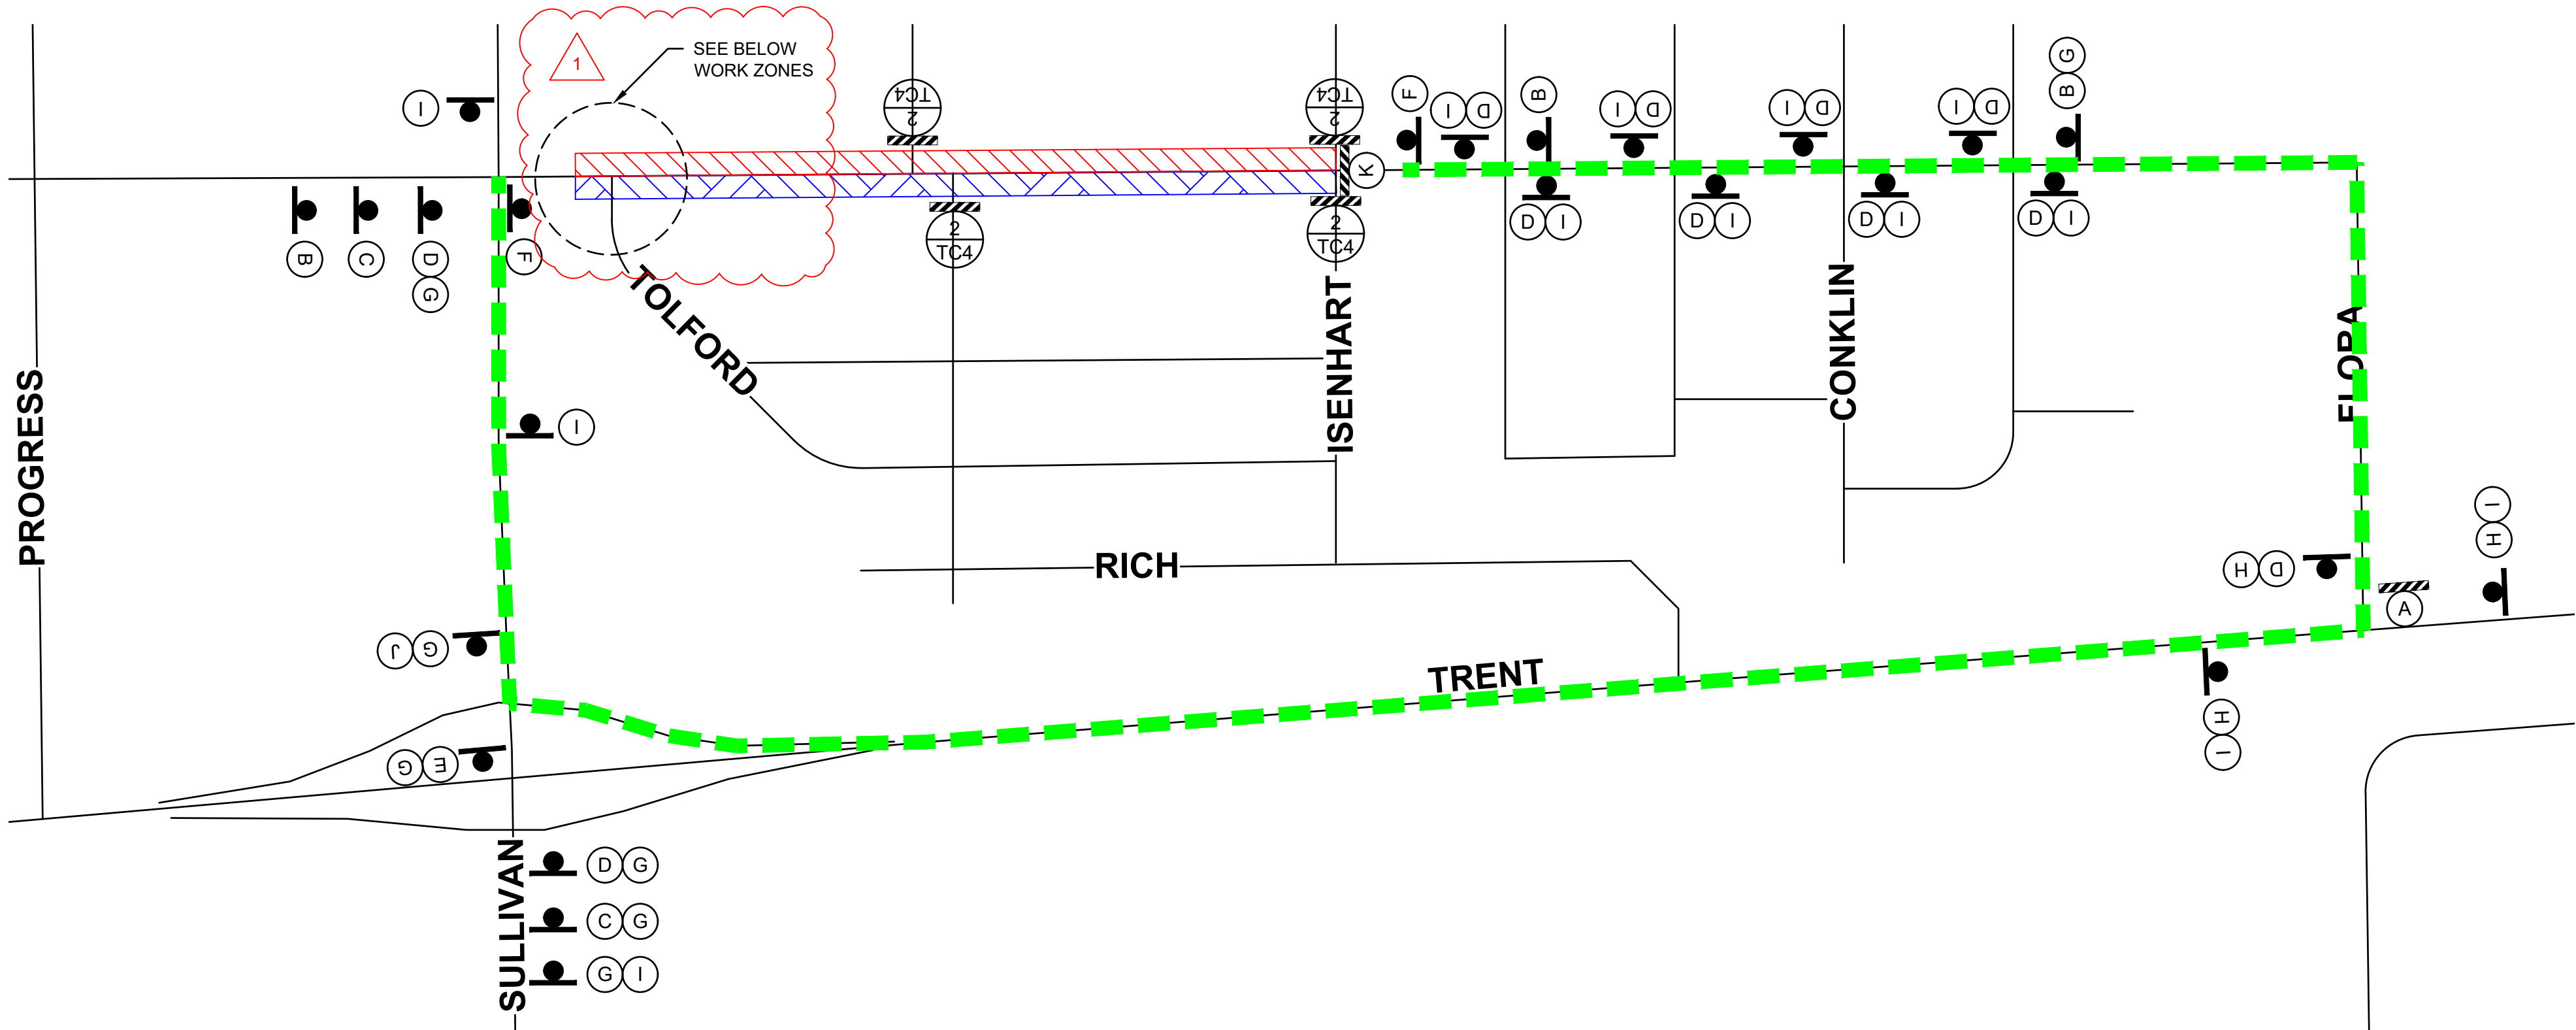 1
SEE BELOW
WORK ZONES
I
TC4
2
TC4
2
F
I D
B
I D
I D
I D
G
B
K
B
C
D
G
F
2
TC4
2
TC4
D I
D I
D I
D I
TOLFORD
ISENHART
CONKLIN
FLORA
PROGRESS
I
RICH
I
H
H D
A
J G
TRENT
H
I
G E
SULLIVAN
D G
C G
G I